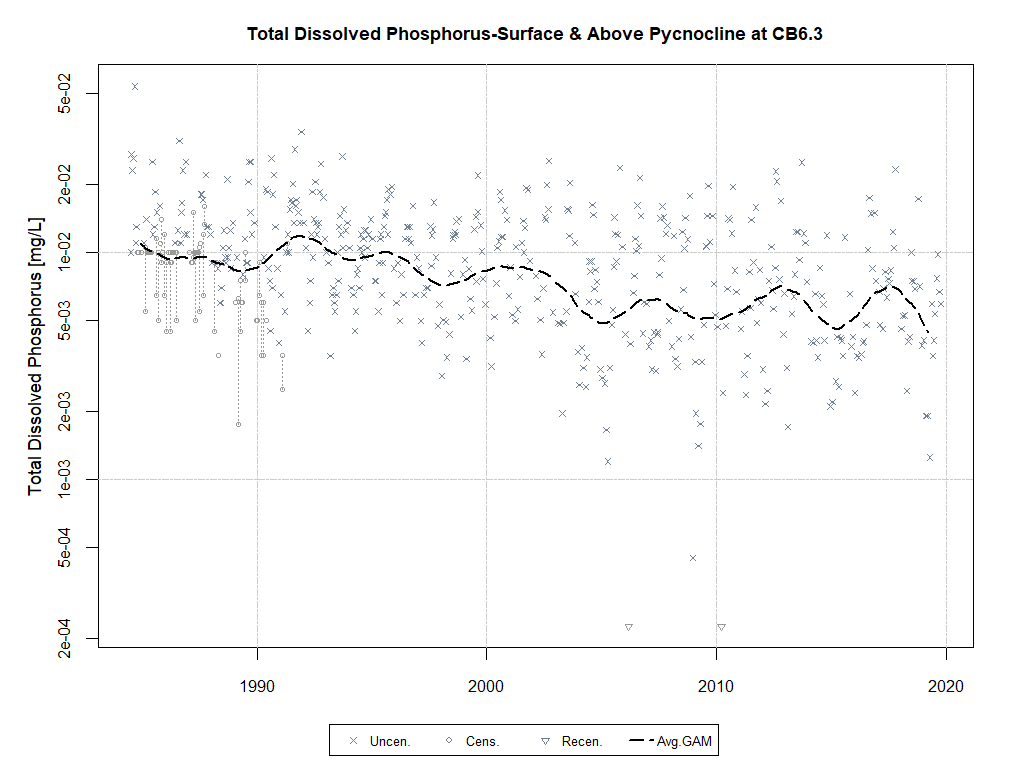 Total Dissolved Phosphorus-Surface & Above Pycnocline at CB6.3
Total Dissolved Phosphorus [mg/L]
5e-02
2e-02
1e-02
5e-03
2e-03
1e-03
5e-04
2e-04
1990 2000 2010 2020
Uncen. Cens. Recen. Avg.GAM